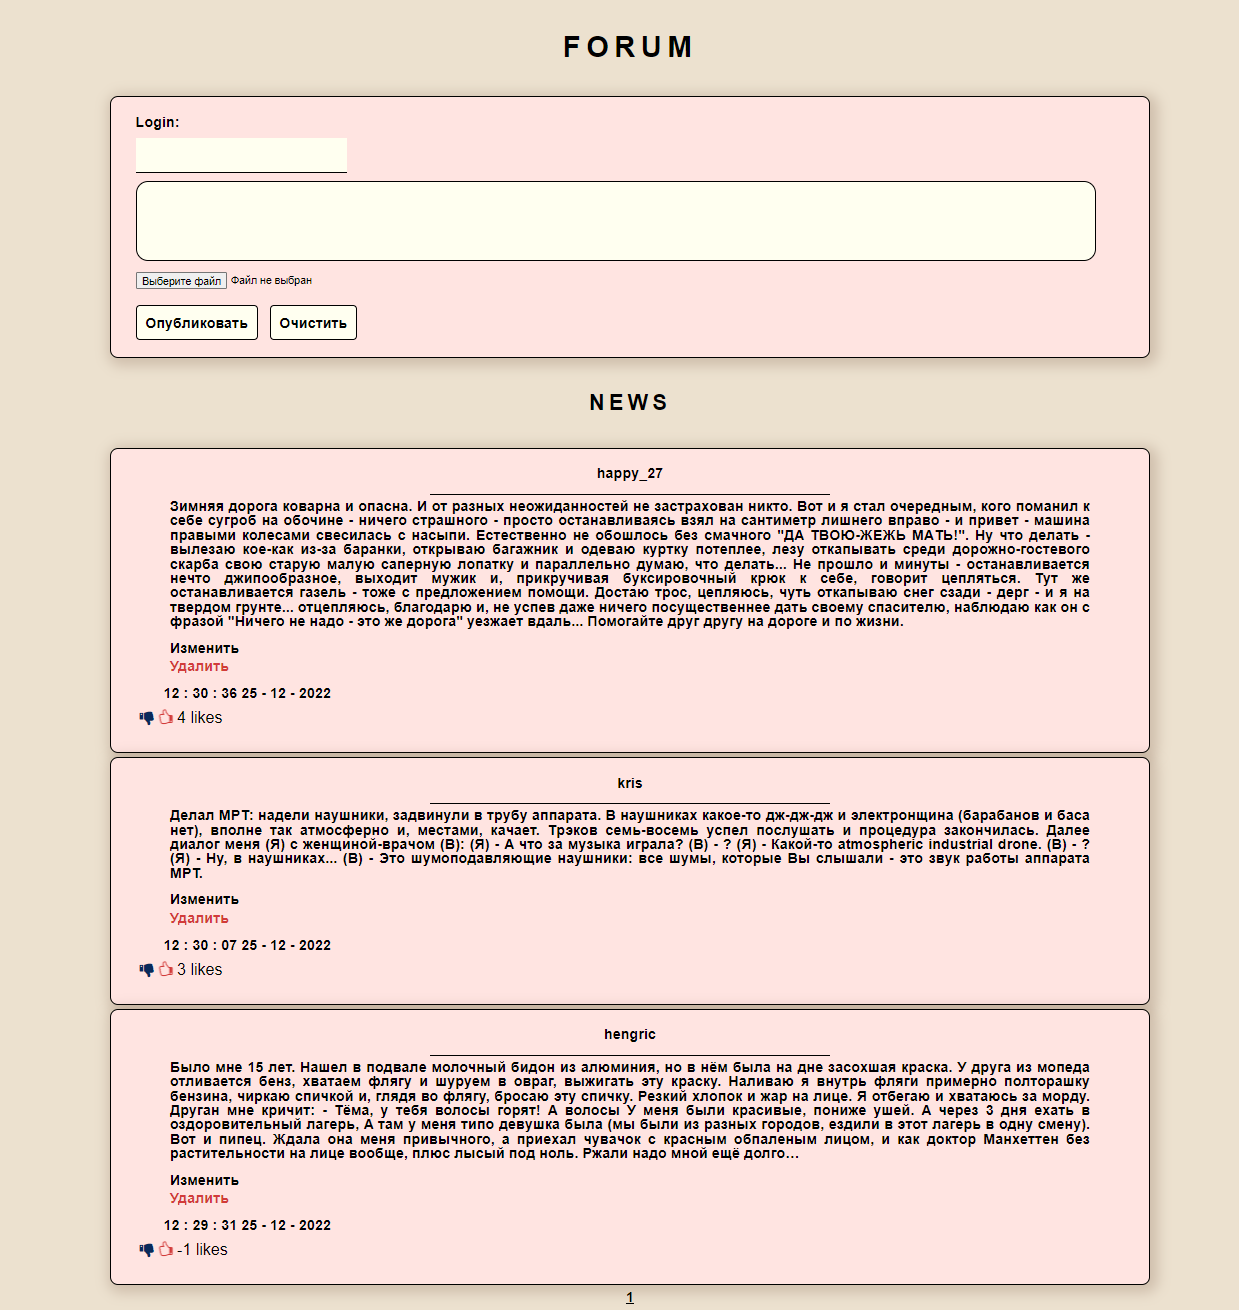 FORUM
Login:
Выберите файл Файл не выбран
Опубликовать Очистить
NEWS
happy_27
Зимняя дорога коварна и опасна. И от разных неожиданностей не застрахован никто. Вот и я стал очередным, кого поманил к
себе сугроб на обочине - ничего страшного - просто останавливаясь взял на сантиметр лишнего вправо - и привет - машина
правыми колесами свесилась с насыпи. Естественно не обошлось без смачного "ДА ТВОЮ-ЖЕЖЬ МАТЬ!". Ну что делать -
вылезаю кое-как из-за баранки, открываю багажник и одеваю куртку потеплее, лезу откапывать среди дорожно-гостевого
скарба свою старую малую саперную лопатку и параллельно думаю, что делать... Не прошло и минуты - останавливается
нечто джипообразное, выходит мужик и, прикручивая буксировочный крюк к себе, говорит цепляться. Тут же
останавливается газель - тоже с предложением помощи. Достаю трос, цепляюсь, чуть откапываю снег сзади - дерг - и я на
твердом грунте... отцепляюсь, благодарю и, не успев даже ничего посущественнее дать своему спасителю, наблюдаю как он с
фразой "Ничего не надо - это же дорога" уезжает вдаль... Помогайте друг другу на дороге и по жизни.
Изменить
Удалить
12 : 30 : 36 25 - 12 - 2022
4 likes
kris
Делал МРТ: надели наушники, задвинули в трубу аппарата. В наушниках какое-то дж-дж-дж и электронщина (барабанов и баса
нет), вполне так атмосферно и, местами, качает. Трэков семь-восемь успел послушать и процедура закончилась. Далее
диалог меня (Я) с женщиной-врачом (В): (Я) - А что за музыка играла? (В) - ? (Я) - Какой-то atmospheric industrial drone. (В) - ?
(Я) - Ну, в наушниках... (В) - Это шумоподавляющие наушники: все шумы, которые Вы слышали - это звук работы аппарата
МРТ.
Изменить
Удалить
12 : 30 : 07 25 - 12 - 2022
3 likes
hengric
Было мне 15 лет. Нашел в подвале молочный бидон из алюминия, но в нём была на дне засохшая краска. У друга из мопеда
отливается бенз, хватаем флягу и шуруем в овраг, выжигать эту краску. Наливаю я внутрь фляги примерно полторашку
бензина, чиркаю спичкой и, глядя во флягу, бросаю эту спичку. Резкий хлопок и жар на лице. Я отбегаю и хватаюсь за морду.
Друган мне кричит: - Тёма, у тебя волосы горят! А волосы У меня были красивые, пониже ушей. А через 3 дня ехать в
оздоровительный лагерь, А там у меня типо девушка была (мы были из разных городов, ездили в этот лагерь в одну смену).
Вот и пипец. Ждала она меня привычного, а приехал чувачок с красным обпаленым лицом, и как доктор Манхеттен без
растительности на лице вообще, плюс лысый под ноль. Ржали надо мной ещё долго…
Изменить
Удалить
12 : 29 : 31 25 - 12 - 2022
-1 likes
1